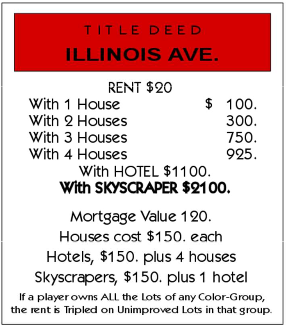 TITLE DEED
ILLINOIS AVE.
RENT $20
With 1 House $ 100.
With 2 Houses 300.
With 3 Houses 750.
With 4 Houses 925.
With HOTEL $1100.
With SKYSCRAPER $2100.
Mortgage Value 120.
Houses cost $150. each
Hotels, $150. plus 4 houses
Skyscrapers, $150. plus 1 hotel
If a player owns ALL the Lots of any Color-Group,
the rent is Tripled on Unimproved Lots in that group.